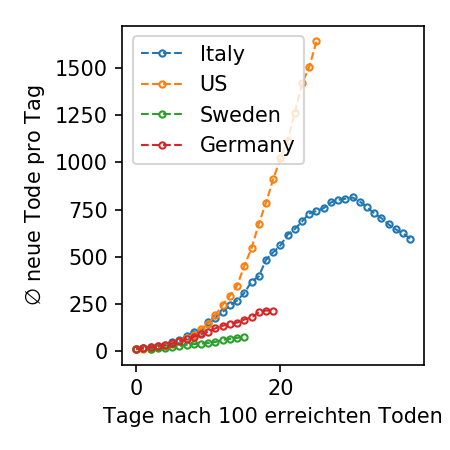 Italy
US
Sweden
Germany
1500
1250
1000
750
500
250
0
∅ neue Tode pro Tag
0 20
Tage nach 100 erreichten Toden